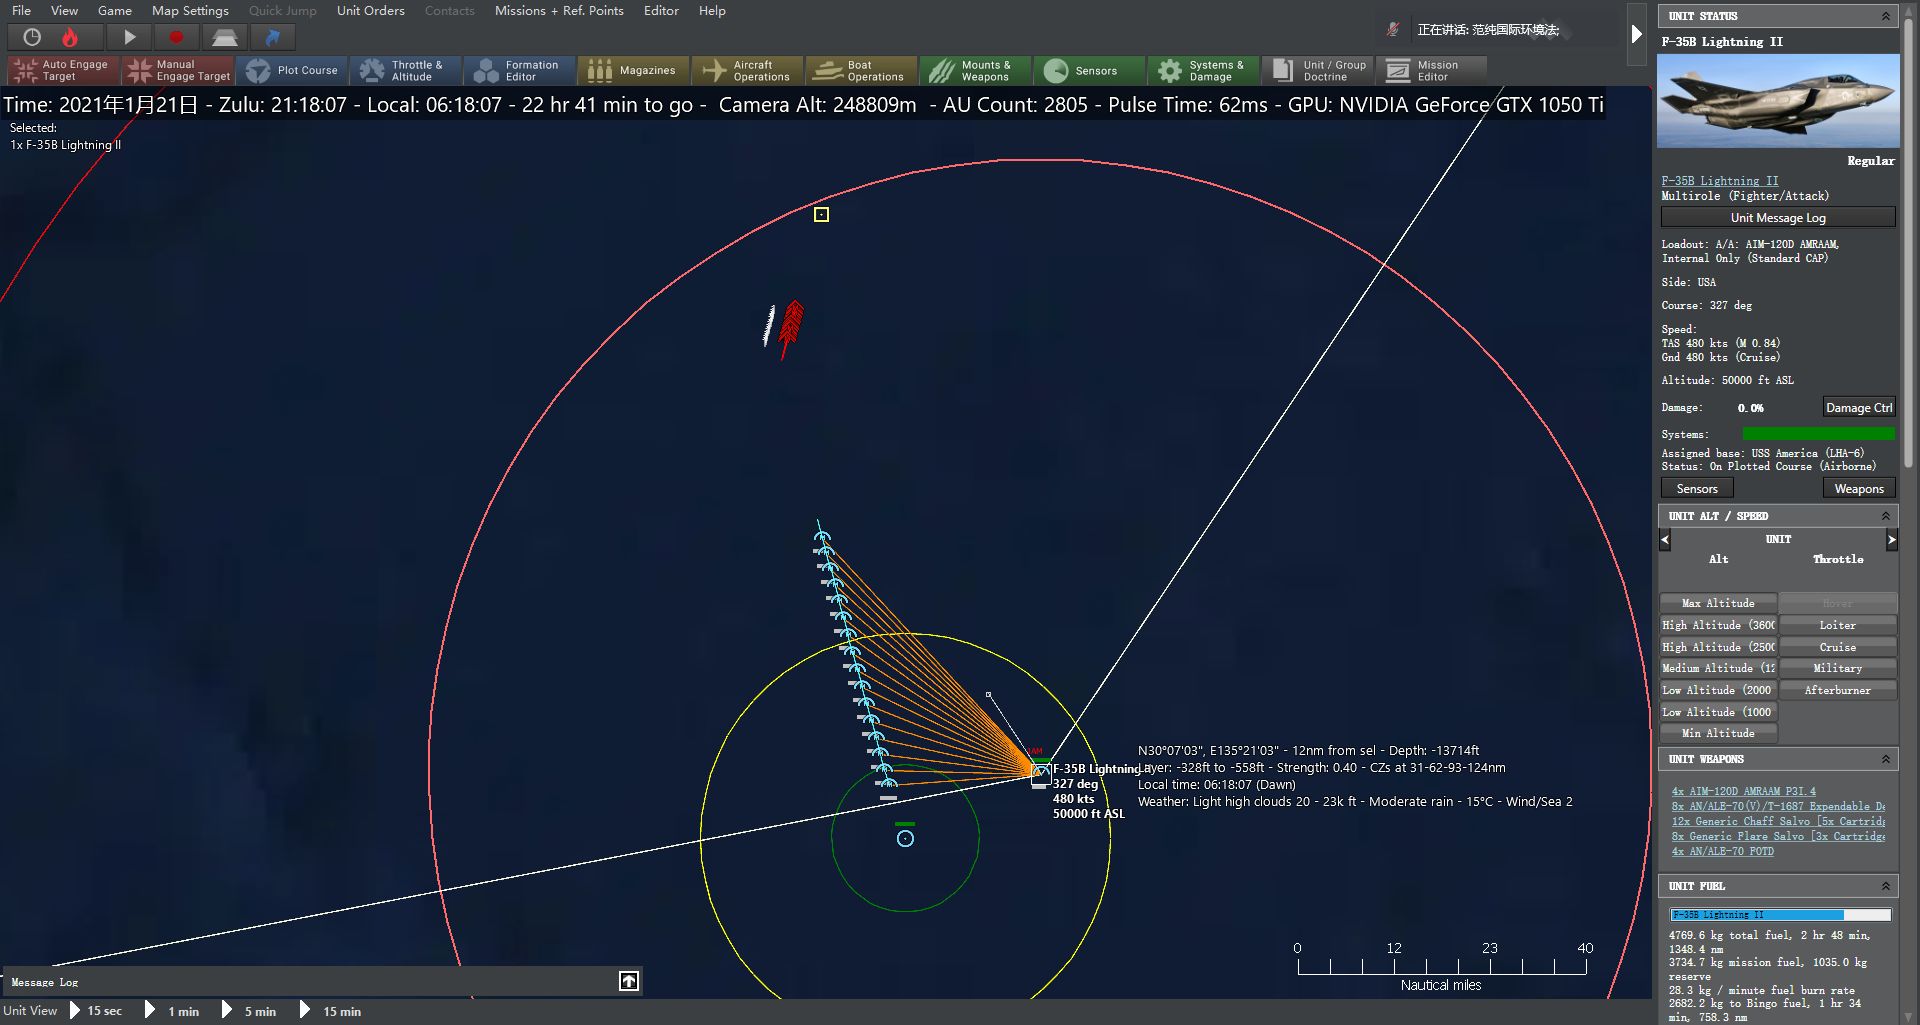 File View Game Map Settings Quick Jump Unit Orders Contacts Missions + Ref. Points Editor Help
正在讲话: 范纯国际环境法;
Auto Engage Target
Manual Engage Target
Plot Course
Throttle & Altitude
Formation Editor
Magazines
Aircraft Operations
Boat Operations
Mounts & Weapons
Sensors
Systems & Damage
Unit / Group Doctrine
Mission Editor
Time: 2021年1月21日 - Zulu: 21:18:07 - Local: 06:18:07 - 22 hr 41 min to go - Camera Alt: 248809m - AU Count: 2805 - Pulse Time: 62ms - GPU: NVIDIA GeForce GTX 1050 Ti
Selected:
1x F-35B Lightning II
F-35B Lightning
327 deg
480 kts
50000 ft ASL
N30°07'03", E135°21'03" - 12nm from sel - Depth: -13714ft
Layer: -328ft to -558ft - Strength: 0.40 - CZs at 31-62-93-124nm
Local time: 06:18:07 (Dawn)
Weather: Light high clouds 20 - 23k ft - Moderate rain - 15°C - Wind/Sea 2
0 12 23 40
Nautical miles
Message Log
Unit View 15 sec 1 min 5 min 15 min
UNIT STATUS
F-35B Lightning II
Regular
F-35B Lightning II
Multirole (Fighter/Attack)
Unit Message Log
Loadout: A/A: AIM-120D AMRAAM,
Internal Only (Standard CAP)
Side: USA
Course: 327 deg
Speed:
TAS 480 kts (M 0.84)
Gnd 480 kts (Cruise)
Altitude: 50000 ft ASL
Damage: 0.0% Damage Ctrl
Systems:
Assigned base: USS America (LHA-6)
Status: On Plotted Course (Airborne)
Sensors Weapons
UNIT ALT / SPEED
UNIT
Alt Throttle
Max Altitude Hover
High Altitude (360 Loiter
High Altitude (250 Cruise
Medium Altitude (1 Military
Low Altitude (2000 Afterburner
Low Altitude (1000
Min Altitude
UNIT WEAPONS
4x AIM-120D AMRAAM P3I.4
8x AN/ALE-70(V)/T-1687 Expendable De
12x Generic Chaff Salvo [5x Cartridg
8x Generic Flare Salvo [3x Cartridge
4x AN/ALE-70 FOTD
UNIT FUEL
F-35B Lightning II
4769.6 kg total fuel, 2 hr 48 min,
1348.4 nm
3734.7 kg mission fuel, 1035.0 kg
reserve
28.3 kg / minute fuel burn rate
2682.2 kg to Bingo fuel, 1 hr 34
min, 758.3 nm